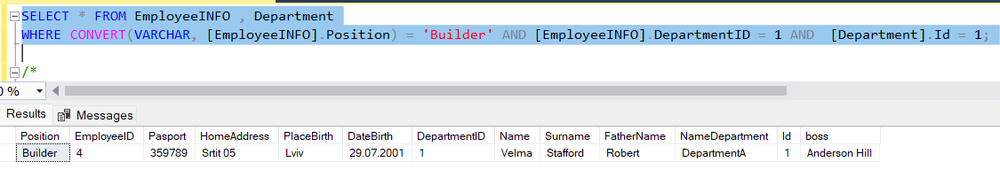 SELECT * FROM EmployeeINFO , Department
WHERE CONVERT(VARCHAR, [EmployeeINFO].Position) = 'Builder' AND [EmployeeINFO].DepartmentID = 1 AND [Department].Id = 1;
/*
0 %
Results Messages
Position EmployeeID Pasport HomeAddress PlaceBirth DateBirth DepartmentID Name Surname FatherName NameDepartment Id boss
Builder 4 359789 Srtit 05 Lviv 29.07.2001 1 Velma Stafford Robert DepartmentA 1 Anderson Hill